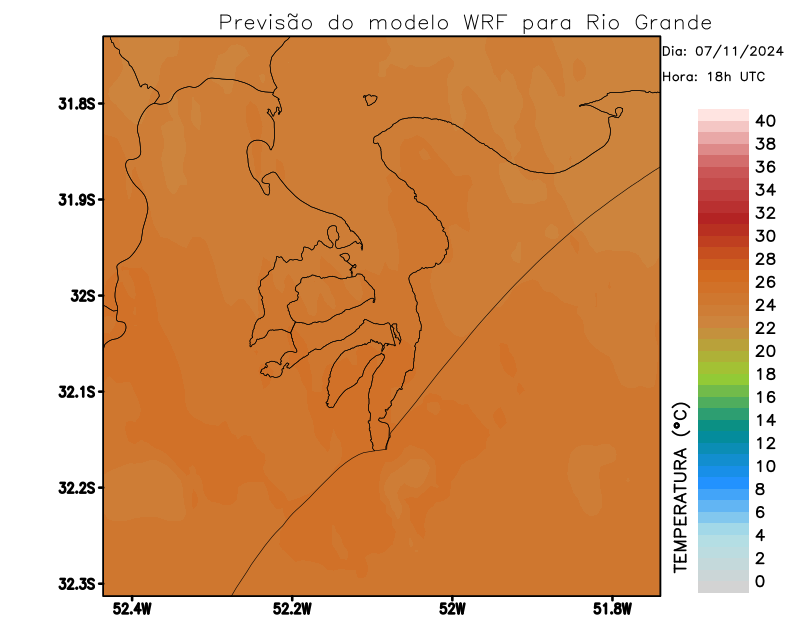 Previsão do modelo WRF para Rio Grande
Dia: 07/11/2024
Hora: 18h UTC
31.8S
31.9S
32S
32.1S
32.2S
32.3S
52.4W
52.2W
52W
51.8W
TEMPERATURA (°C)
40
38
36
34
32
30
28
26
24
22
20
18
16
14
12
10
8
6
4
2
0